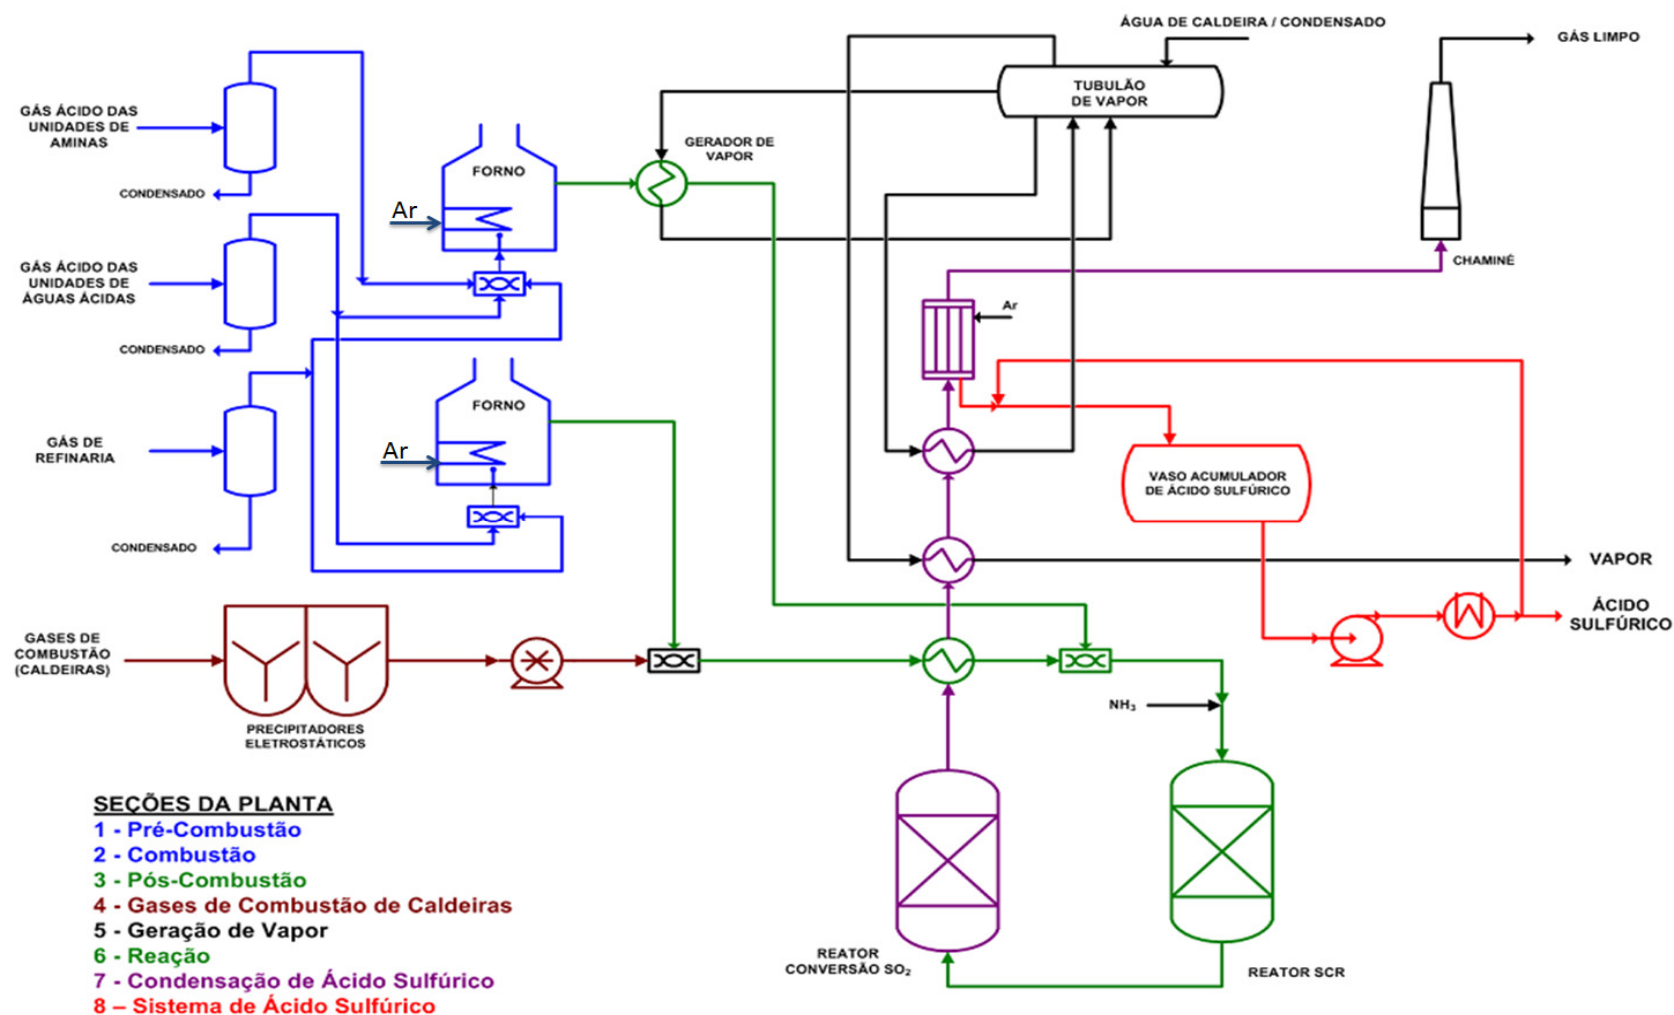 ÁGUA DE CALDEIRA / CONDENSADO
GÁS LIMPO
TUBULÃO
DE VAPOR
GÁS ÁCIDO DAS
UNIDADES DE
AMINAS
CONDENSADO
FORNO
Ar
GERADOR DE
VAPOR
CHAMINÉ
GÁS ÁCIDO DAS
UNIDADES DE
ÁGUAS ÁCIDAS
CONDENSADO
Ar
FORNO
Ar
GÁS DE
REFINARIA
CONDENSADO
VASO ACUMULADOR
DE ÁCIDO SULFÚRICO
VAPOR
ÁCIDO
SULFÚRICO
GASES DE
COMBUSTÃO
(CALDEIRAS)
PRECIPITADORES
ELETROSTÁTICOS
NH₃
REATOR
CONVERSÃO SO₂
REATOR SCR
SEÇÕES DA PLANTA
1 - Pré-Combustão
2 - Combustão
3 - Pós-Combustão
4 - Gases de Combustão de Caldeiras
5 - Geração de Vapor
6 - Reação
7 - Condensação de Ácido Sulfúrico
8 – Sistema de Ácido Sulfúrico